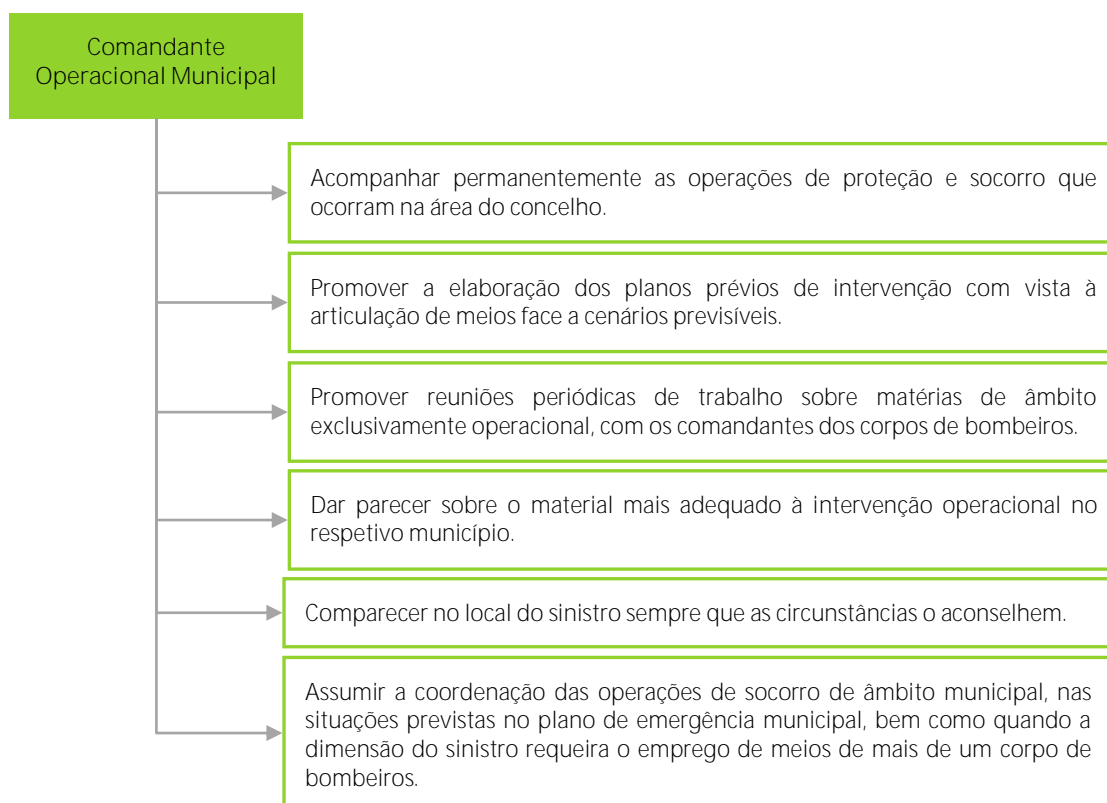 Comandante
Operacional Municipal
Acompanhar permanentemente as operações de proteção e socorro que
ocorram na área do concelho.
Promover a elaboração dos planos prévios de intervenção com vista à
articulação de meios face a cenários previsíveis.
Promover reuniões periódicas de trabalho sobre matérias de âmbito
exclusivamente operacional, com os comandantes dos corpos de bombeiros.
Dar parecer sobre o material mais adequado à intervenção operacional no
respetivo município.
Comparecer no local do sinistro sempre que as circunstâncias o aconselhem.
Assumir a coordenação das operações de socorro de âmbito municipal, nas
situações previstas no plano de emergência municipal, bem como quando a
dimensão do sinistro requeira o emprego de meios de mais de um corpo de
bombeiros.